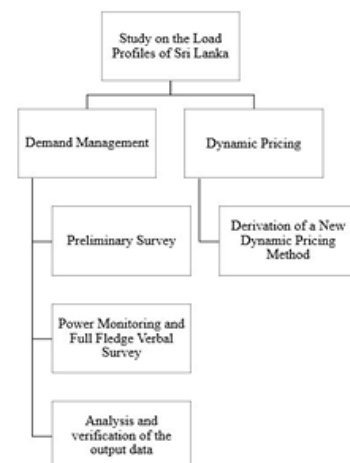 Study on the Load
Profiles of Sri Lanka
Demand Management
Dynamic Pricing
Preliminary Survey
Derivation of a New
Dynamic Pricing
Method
Power Monitoring and
Full Fledge Verbal
Survey
Analysis and
verification of the
output data